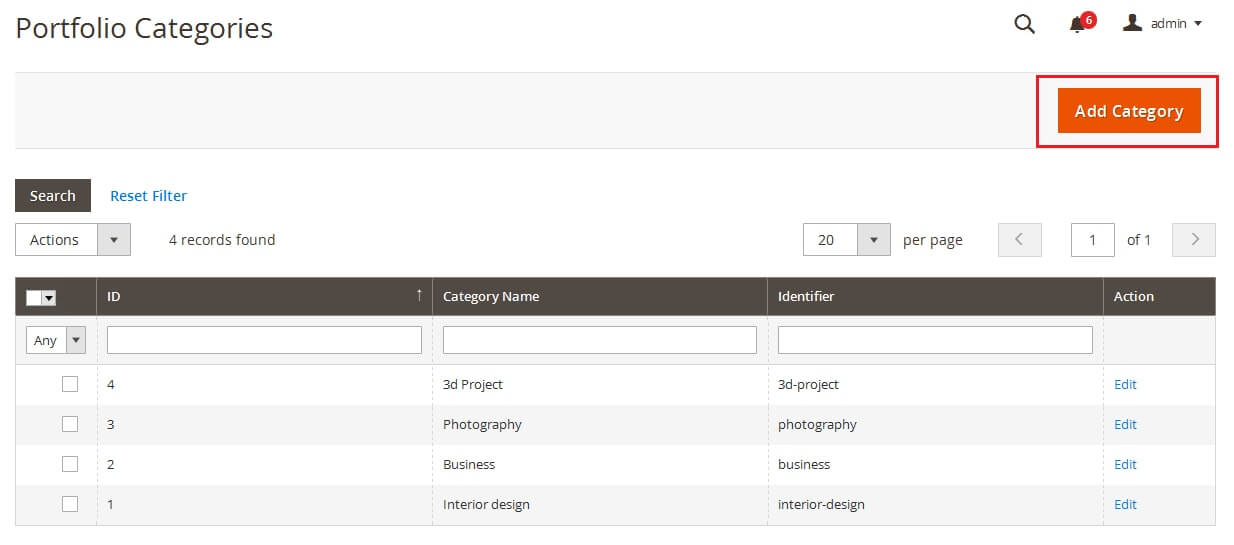 Portfolio Categories
6
admin
Add Category
Search Reset Filter
Actions 4 records found 20 per page 1 of 1
ID ↑ Category Name Identifier Action
Any
4 3d Project 3d-project Edit
3 Photography photography Edit
2 Business business Edit
1 Interior design interior-design Edit